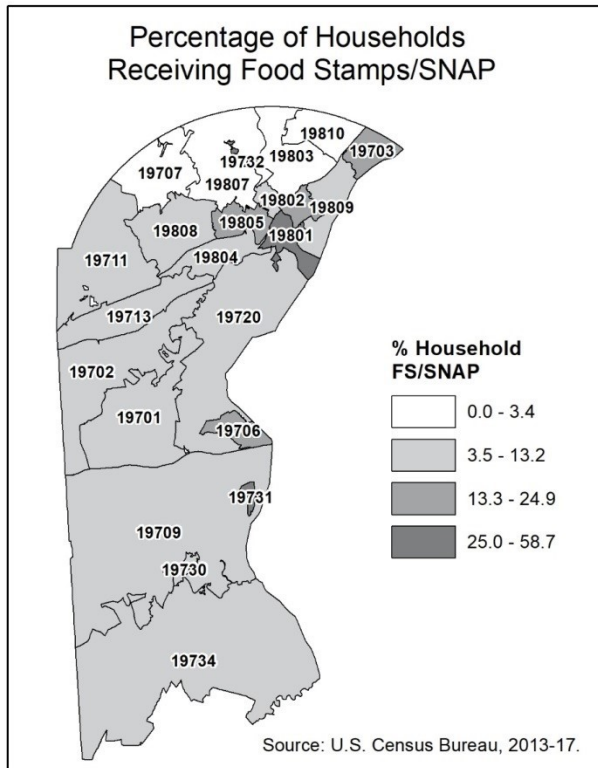 Percentage of Households
Receiving Food Stamps/SNAP
19810
19703
19732
19803
19707
19807
19802
19809
19805
19808
19801
19804
19711
19720
19713
19702
19701
19706
19731
19709
19730
19734
% Household
FS/SNAP
0.0 - 3.4
3.5 - 13.2
13.3 - 24.9
25.0 - 58.7
Source: U.S. Census Bureau, 2013-17.